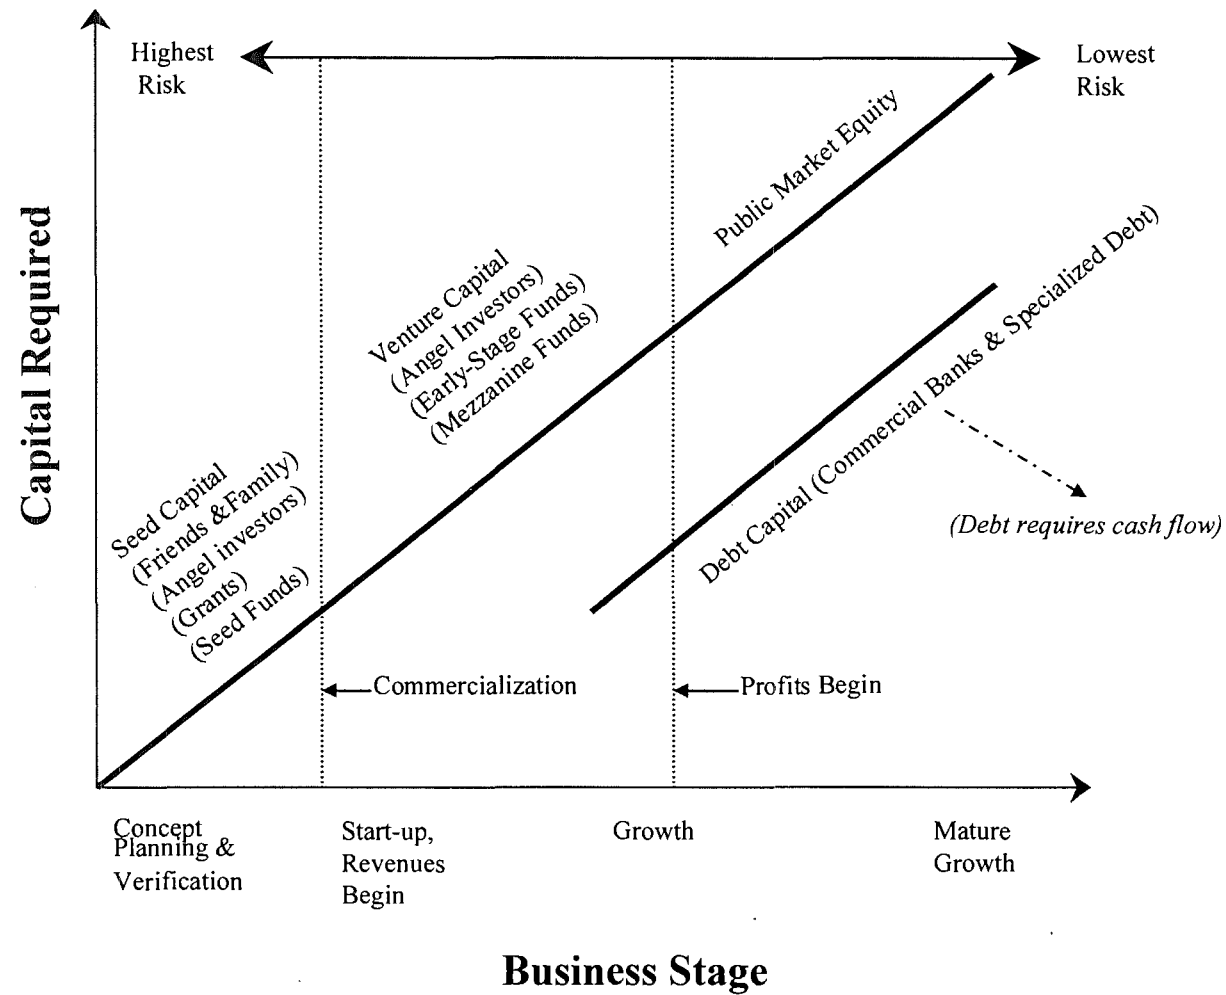 Highest
Risk
Lowest
Risk
Capital Required
Seed Capital
(Friends &Family)
(Angel investors)
(Grants)
(Seed Funds)
Venture Capital
(Angel Investors)
(Early-Stage Funds)
(Mezzanine Funds)
Public Market Equity
Debt Capital (Commercial Banks & Specialized Debt)
(Debt requires cash flow)
Commercialization
Profits Begin
Concept
Planning &
Verification
Start-up,
Revenues
Begin
Growth
Mature
Growth
Business Stage